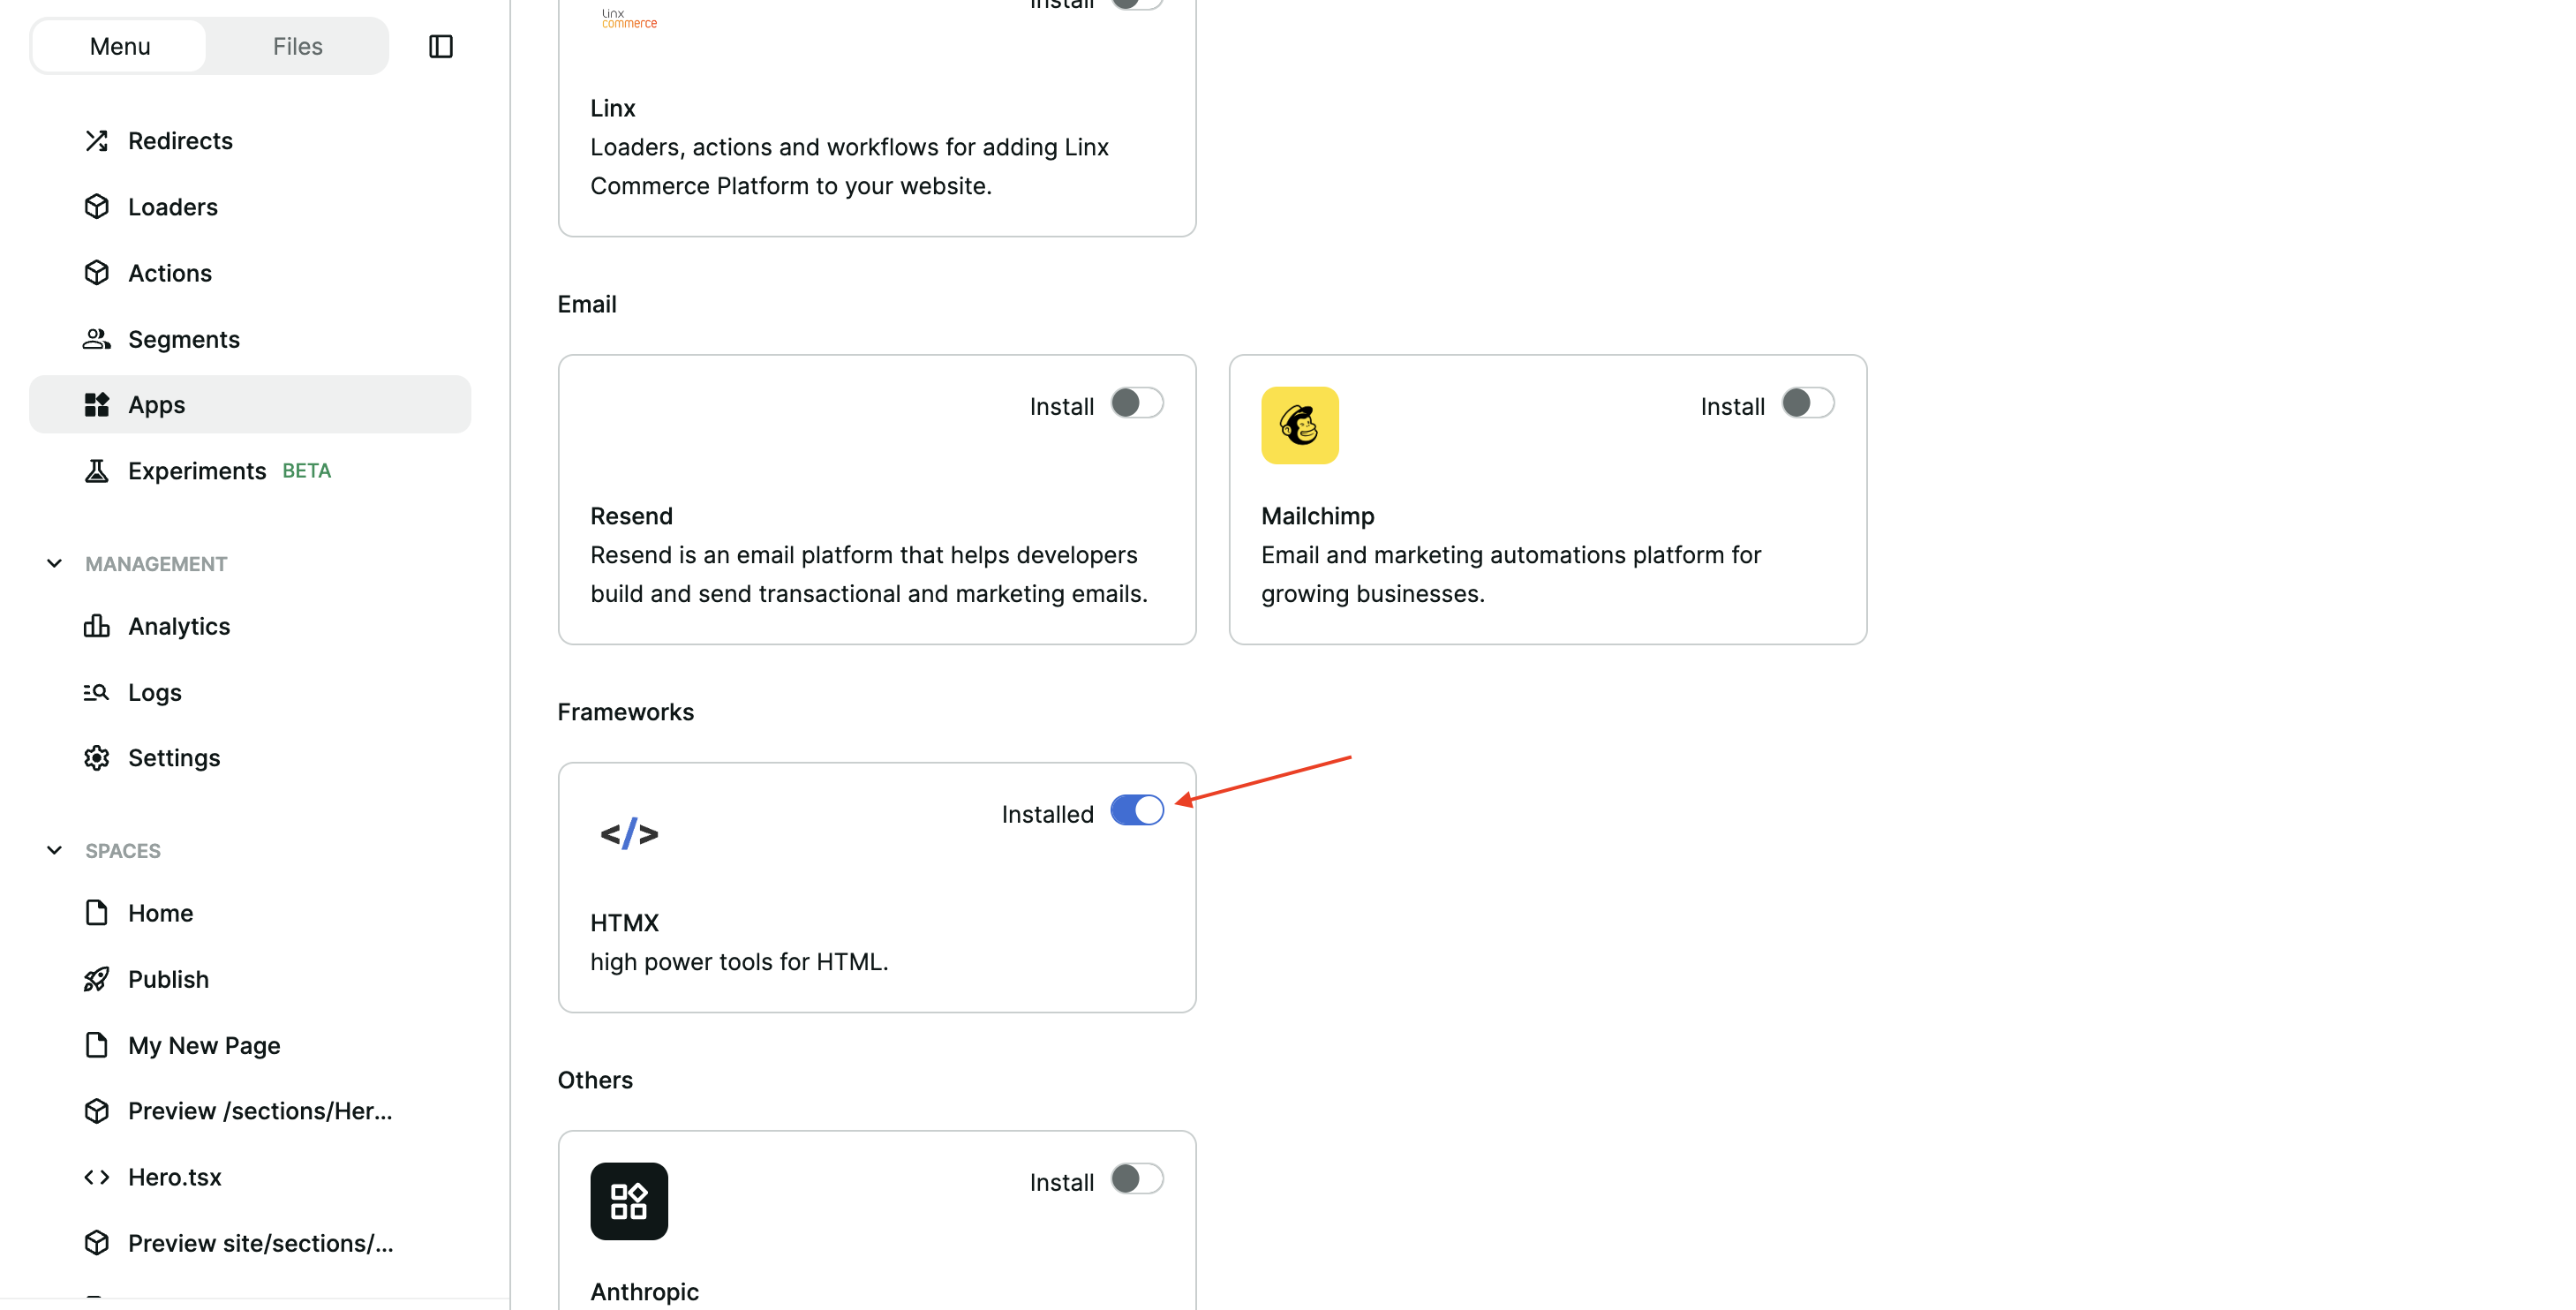 Menu
Files
Redirects
Loaders
Actions
Segments
Apps
Experiments BETA
MANAGEMENT
Analytics
Logs
Settings
SPACES
Home
Publish
My New Page
Preview /sections/Her...
Hero.tsx
Preview site/sections/...
linx
commerce
Install
Linx
Loaders, actions and workflows for adding Linx
Commerce Platform to your website.
Email
Install
Resend
Resend is an email platform that helps developers
build and send transactional and marketing emails.
Install
Mailchimp
Email and marketing automations platform for
growing businesses.
Frameworks
Installed
</>
HTMX
high power tools for HTML.
Others
Install
Anthropic